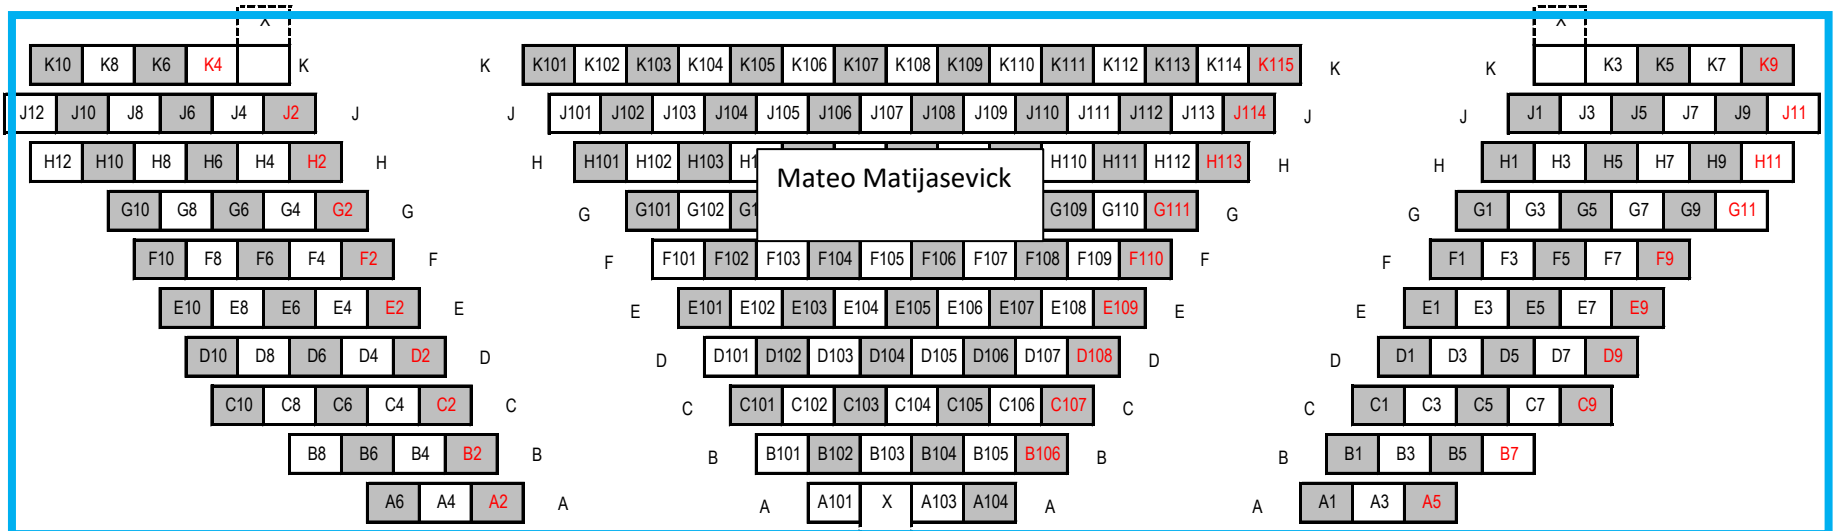 X X
K10 K8 K6 K4 K K K101 K102 K103 K104 K105 K106 K107 K108 K109 K110 K111 K112 K113 K114 K115 K K K3 K5 K7 K9
J12 J10 J8 J6 J4 J2 J J J101 J102 J103 J104 J105 J106 J107 J108 J109 J110 J111 J112 J113 J114 J J J1 J3 J5 J7 J9 J11
H12 H10 H8 H6 H4 H2 H H H101 H102 H103 H110 H111 H112 H113 H H H1 H3 H5 H7 H9 H11
Mateo Matijasevick
G10 G8 G6 G4 G2 G G G101 G102 G109 G110 G111 G G G1 G3 G5 G7 G9 G11
F10 F8 F6 F4 F2 F F F101 F102 F103 F104 F105 F106 F107 F108 F109 F110 F F F1 F3 F5 F7 F9
E10 E8 E6 E4 E2 E E E101 E102 E103 E104 E105 E106 E107 E108 E109 E E E1 E3 E5 E7 E9
D10 D8 D6 D4 D2 D D D101 D102 D103 D104 D105 D106 D107 D108 D D D1 D3 D5 D7 D9
C10 C8 C6 C4 C2 C C C101 C102 C103 C104 C105 C106 C107 C C C1 C3 C5 C7 C9
B8 B6 B4 B2 B B B101 B102 B103 B104 B105 B106 B B B1 B3 B5 B7
A6 A4 A2 A A A101 X A103 A104 A A A1 A3 A5